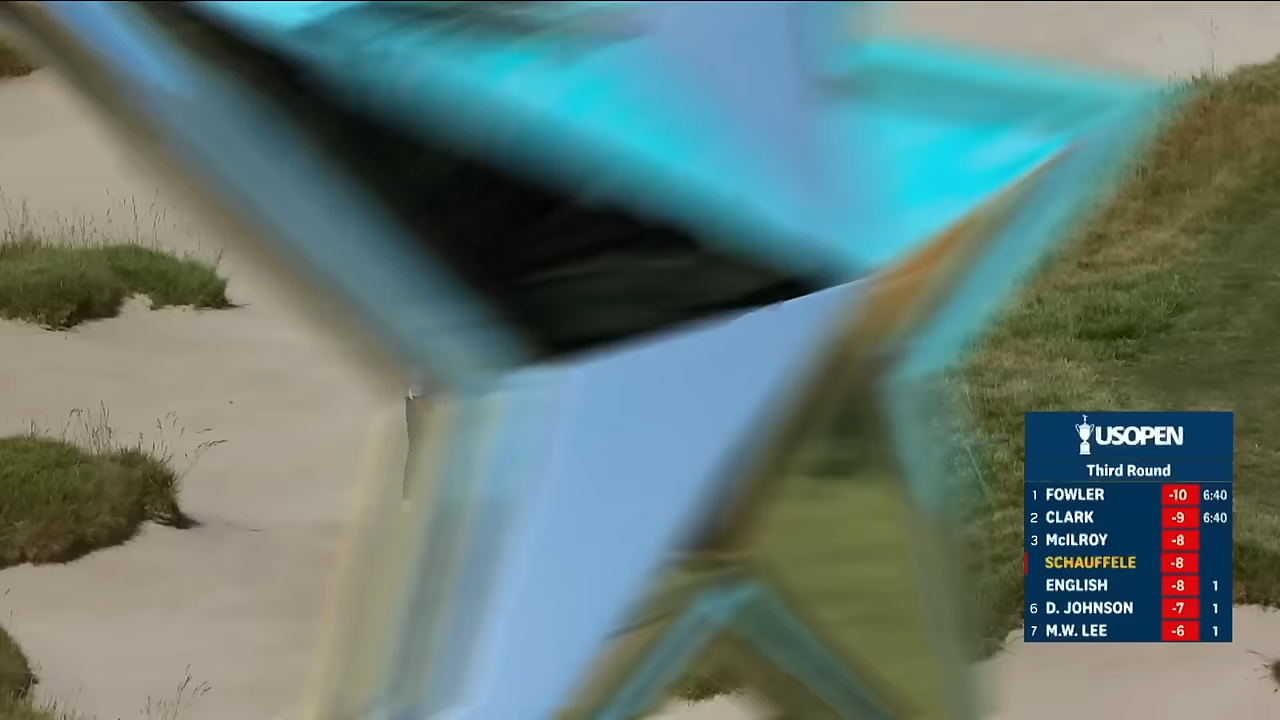 USOPEN
Third Round
1 FOWLER -10 6:40
2 CLARK -9 6:40
3 McILROY -8
SCHAUFFELE -8
ENGLISH -8 1
6 D. JOHNSON -7 1
7 M.W. LEE -6 1